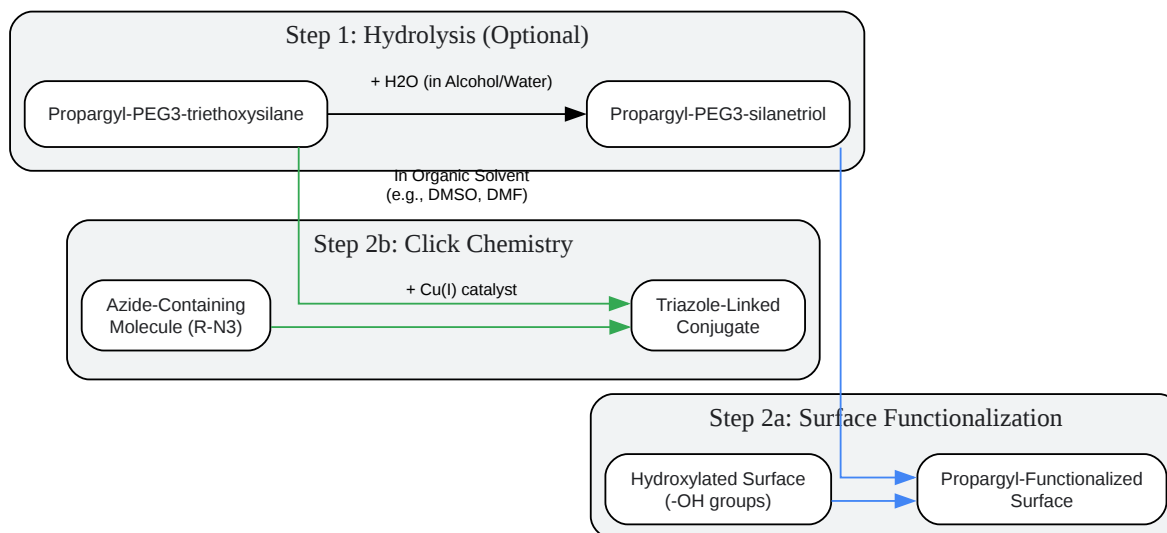 Step 1: Hydrolysis (Optional)
+ H2O (in Alcohol/Water)
Propargyl-PEG3-triethoxysilane
Propargyl-PEG3-silanetriol
In Organic Solvent
(e.g., DMSO, DMF)
Step 2b: Click Chemistry
+ Cu(I) catalyst
Azide-Containing
Molecule (R-N3)
Triazole-Linked
Conjugate
Step 2a: Surface Functionalization
Hydroxylated Surface
(-OH groups)
Propargyl-Functionalized
Surface